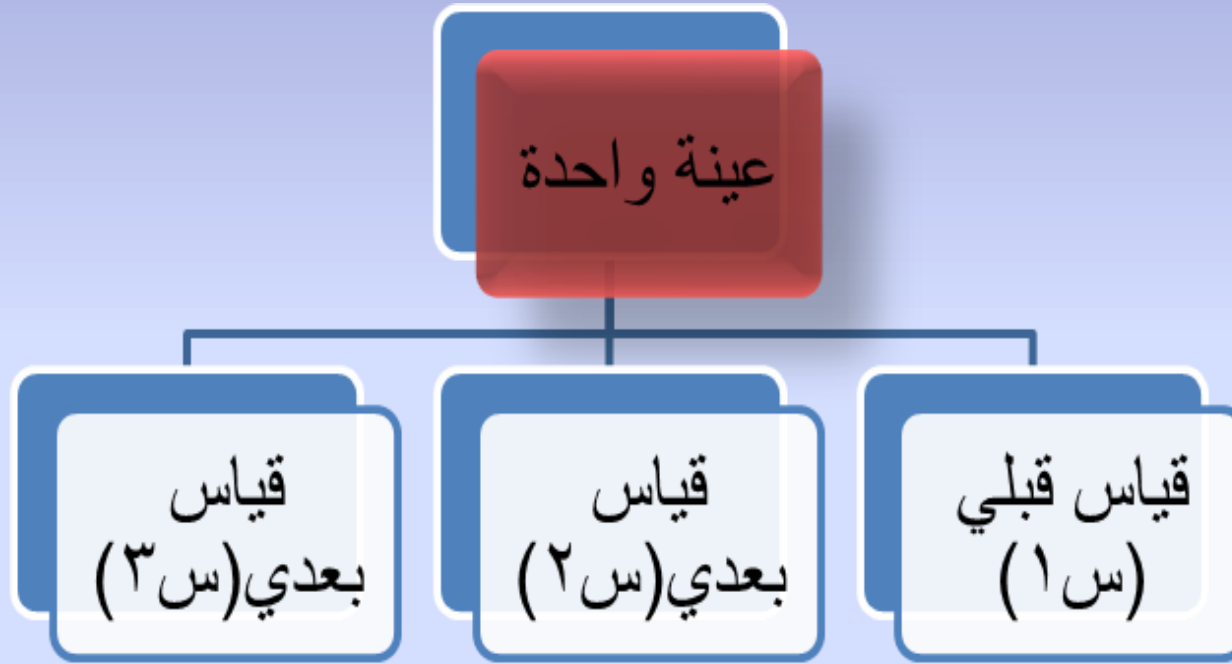 عينة واحدة
قياس قبلي
(س١)
قياس
بعدي(س٢)
قياس
بعدي(س٣)